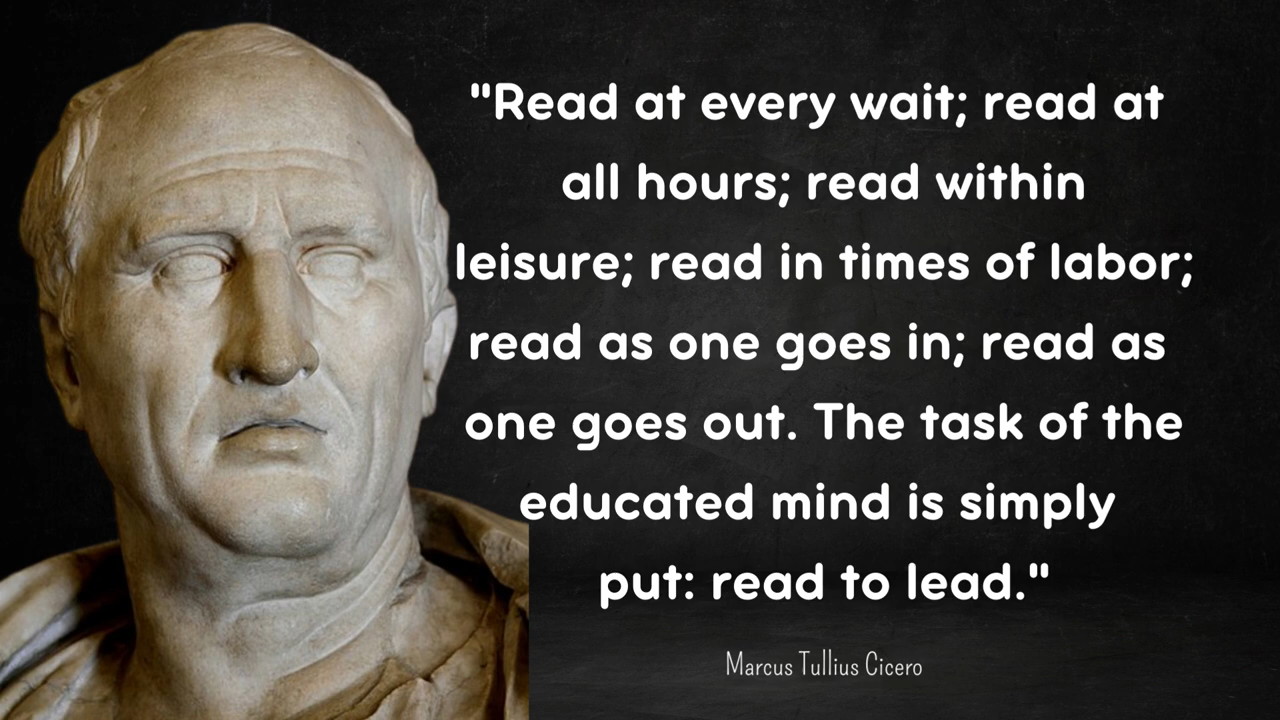 "Read at every wait; read at
all hours; read within
leisure; read in times of labor;
read as one goes in; read as
one goes out. The task of the
educated mind is simply
put: read to lead."
Marcus Tullius Cicero